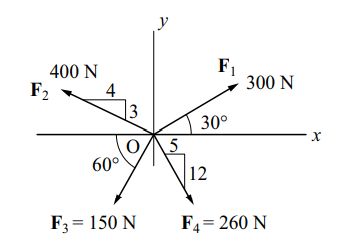 y
400 N
F₂
4
3
F₁
300 N
30°
x
O
5
60°
12
F₃ = 150 N
F₄ = 260 N